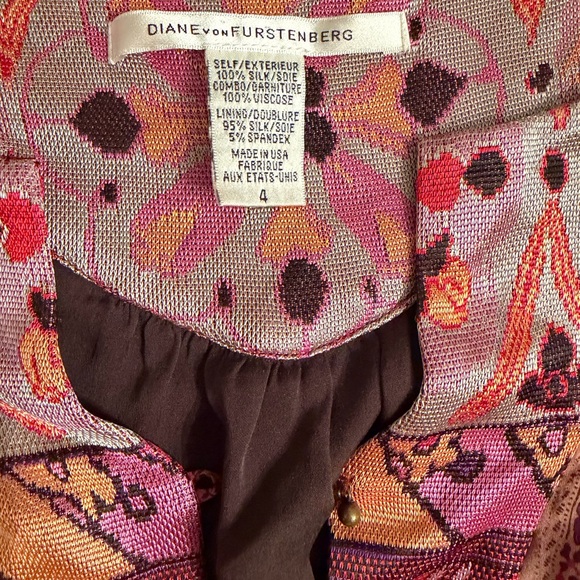 DIANE VON FURSTENBERG
SELF/EXTERIEUR
100% SILK/SOIE
COMBO/GARNITURE
100% VISCOSE
LINING/DOUBLURE
95% SILK/SOIE
5% SPANDEX
MADE IN USA
FABRIQUE
AUX ETATS-UNIS
4